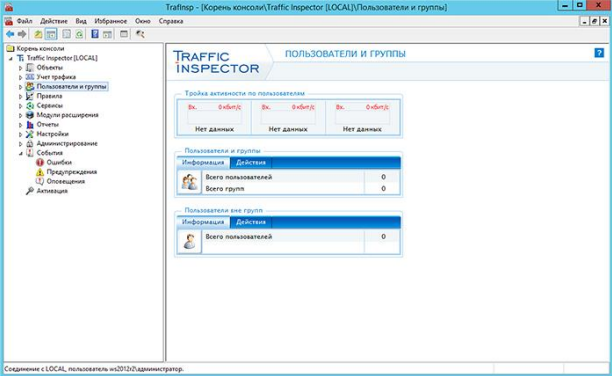 TrafInsp - [Корень консоли\Traffic Inspector [LOCAL]\Пользователи и группы]
Файл Действие Вид Избранное Окно Справка
Корень консоли
Traffic Inspector [LOCAL]
Объекты
Учет трафика
Пользователи и группы
Правила
Сервисы
Модули расширения
Отчеты
Настройки
Администрирование
События
Ошибки
Предупреждения
Оповещения
Активация
TRAFFIC
INSPECTOR
ПОЛЬЗОВАТЕЛИ И ГРУППЫ
Тройка активности по пользователям
Вх. 0 кбит/с Вх. 0 кбит/с Вх. 0 кбит/с
Нет данных Нет данных Нет данных
Пользователи и группы
Информация Действия
Всего пользователей 0
Всего групп 0
Пользователи вне групп
Информация Действия
Всего пользователей 0
Соединение с LOCAL, пользователь ws2012r2\администратор.